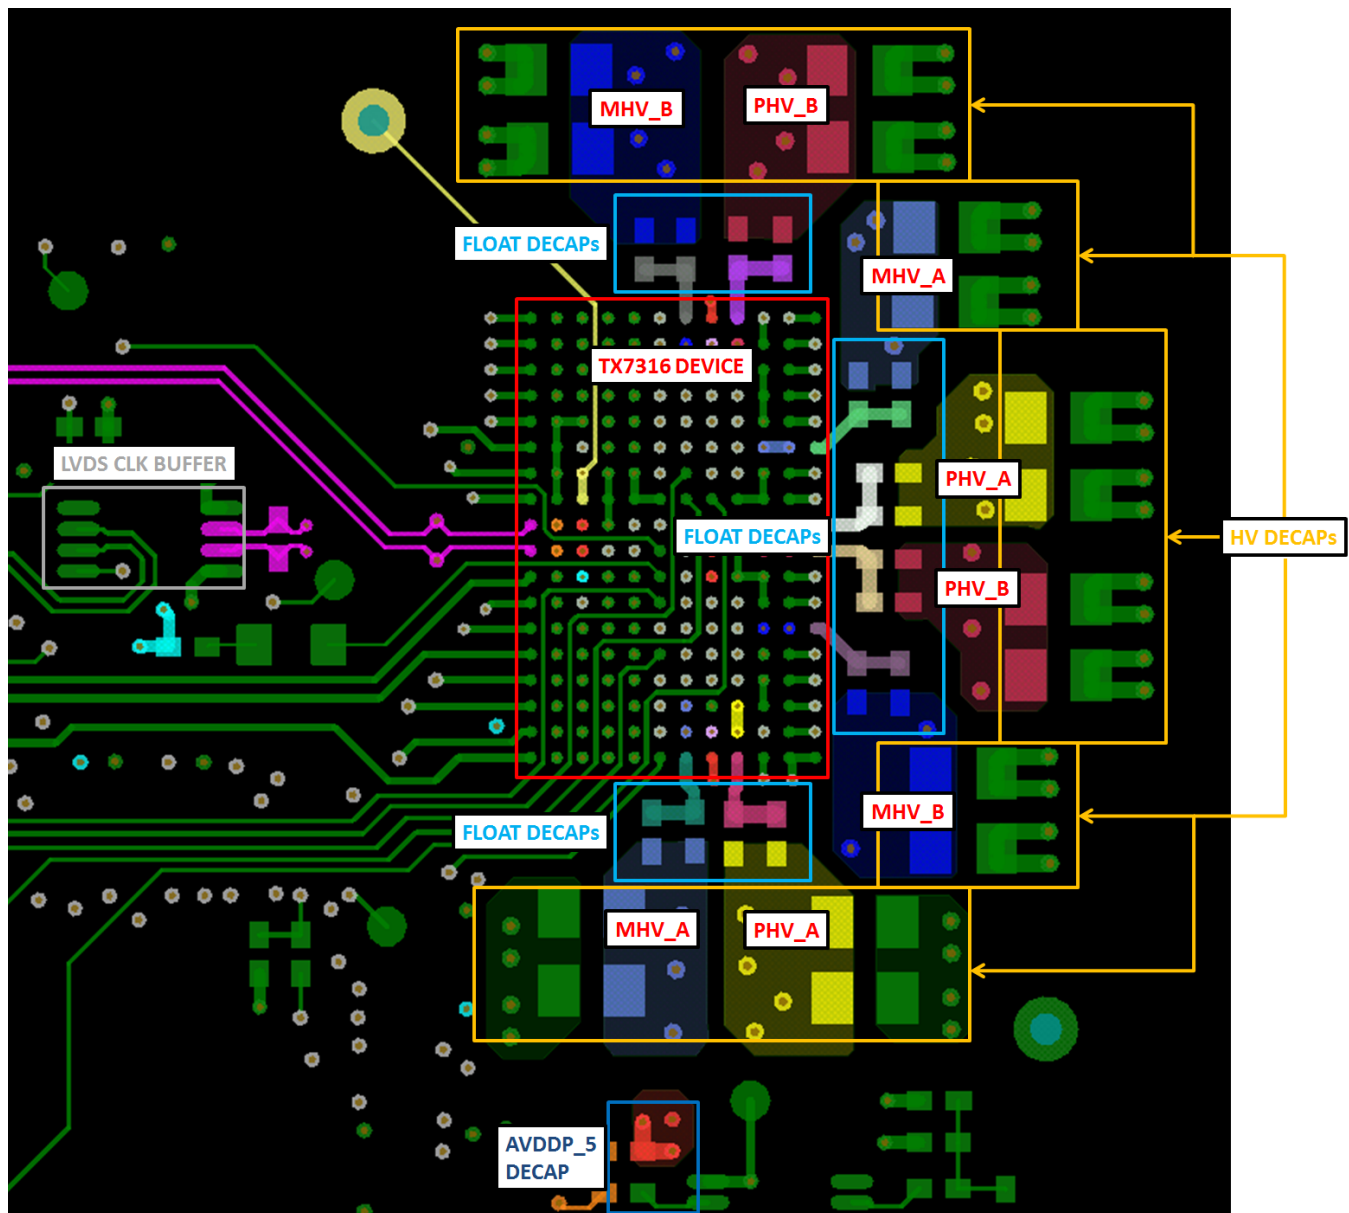 MHV_B
PHV_B
FLOAT DECAPs
MHV_A
TX7316 DEVICE
LVDS CLK BUFFER
PHV_A
FLOAT DECAPs
HV DECAPs
PHV_B
MHV_B
FLOAT DECAPs
MHV_A
PHV_A
AVDDP_5
DECAP